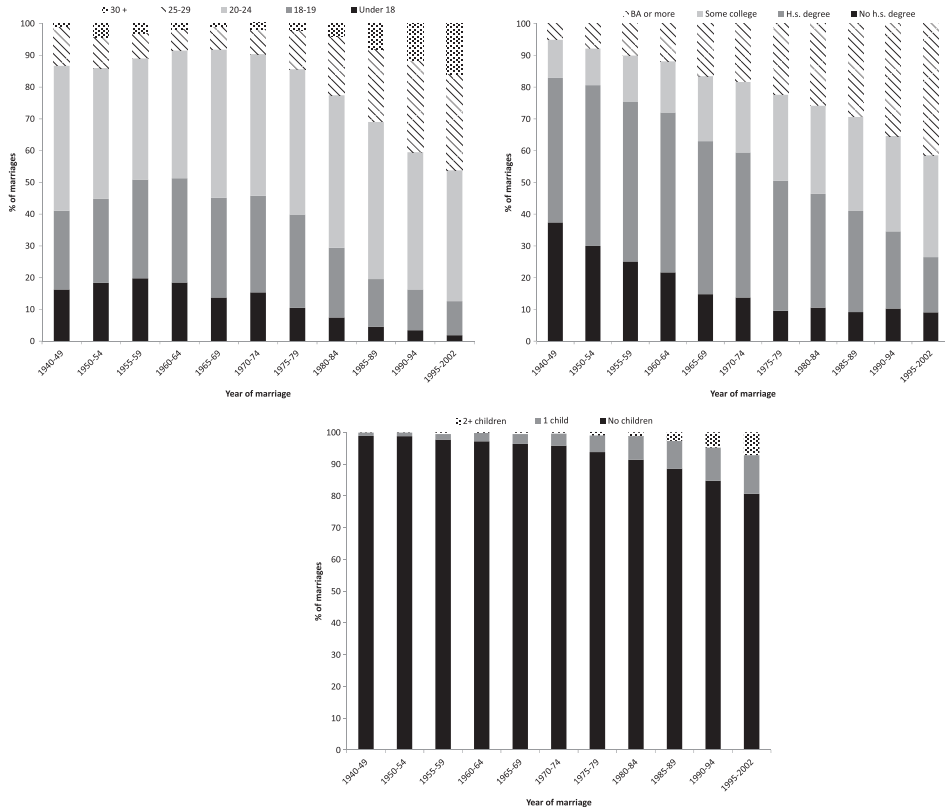 30 + 25-29 20-24 18-19 Under 18
100
90
80
70
60
50
40
30
20
10
0
% of marriages
1940-49 1950-54 1955-59 1960-64 1965-69 1970-74 1975-79 1980-84 1985-89 1990-94 1995-2002
Year of marriage
BA or more Some college H.s. degree No h.s. degree
100
90
80
70
60
50
40
30
20
10
0
% of marriages
1940-49 1950-54 1955-59 1960-64 1965-69 1970-74 1975-79 1980-84 1985-89 1990-94 1995-2002
Year of marriage
2+ children 1 child No children
100
90
80
70
60
50
40
30
20
10
0
% of marriages
1940-49 1950-54 1955-59 1960-64 1965-69 1970-74 1975-79 1980-84 1985-89 1990-94 1995-2002
Year of marriage